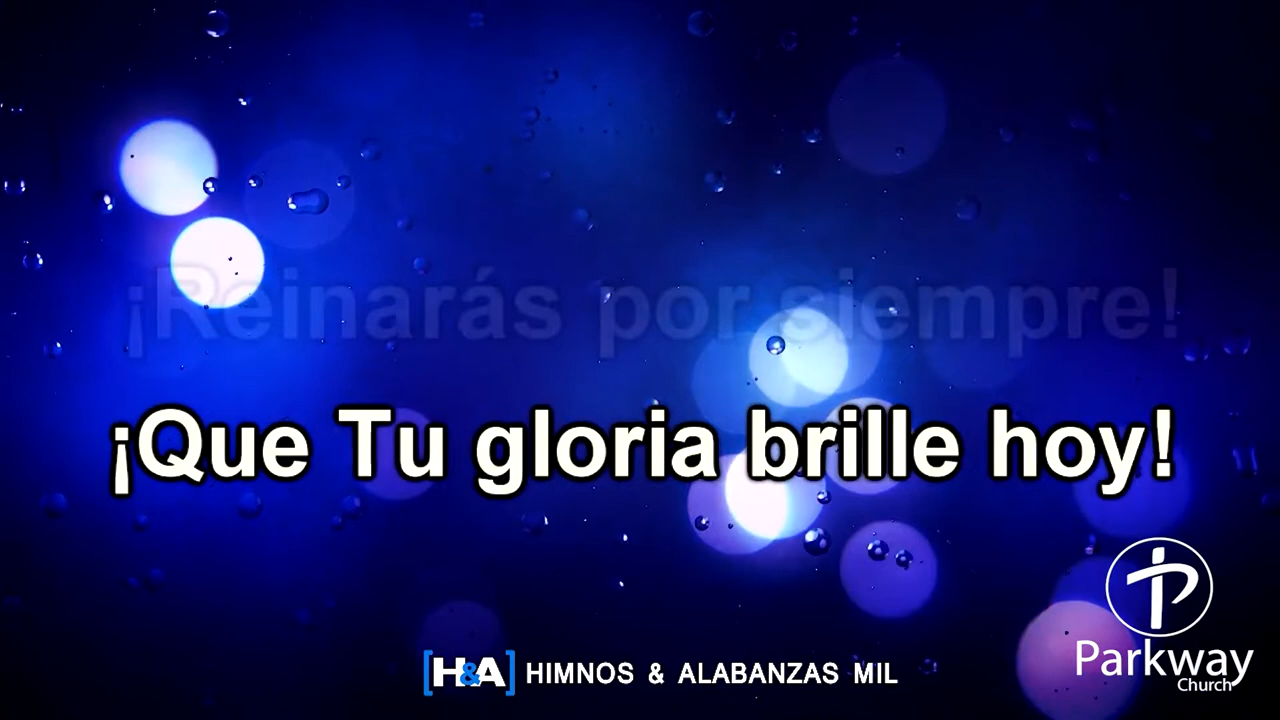 ¡Reinarás por siempre!
¡Que Tu gloria brille hoy!
[H&A] HIMNOS & ALABANZAS MIL
Parkway
Church